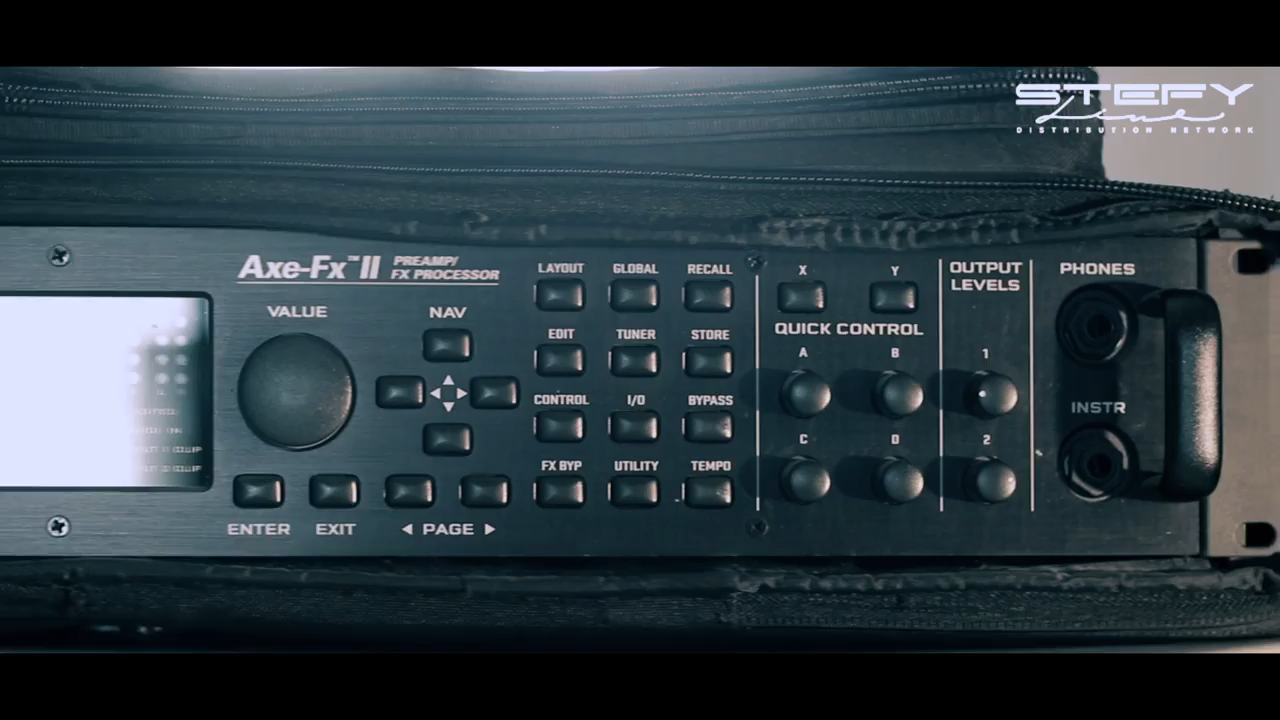 STEFY
Line
DISTRIBUTION NETWORK
Axe-Fx™ II PREAMP/
FX PROCESSOR
VALUE
NAV
ENTER
EXIT
◀ PAGE ▶
LAYOUT GLOBAL RECALL
EDIT TUNER STORE
CONTROL I/O BYPASS
FX BYP UTILITY TEMPO
X Y
QUICK CONTROL
A B
C D
OUTPUT
LEVELS
1
2
PHONES
INSTR